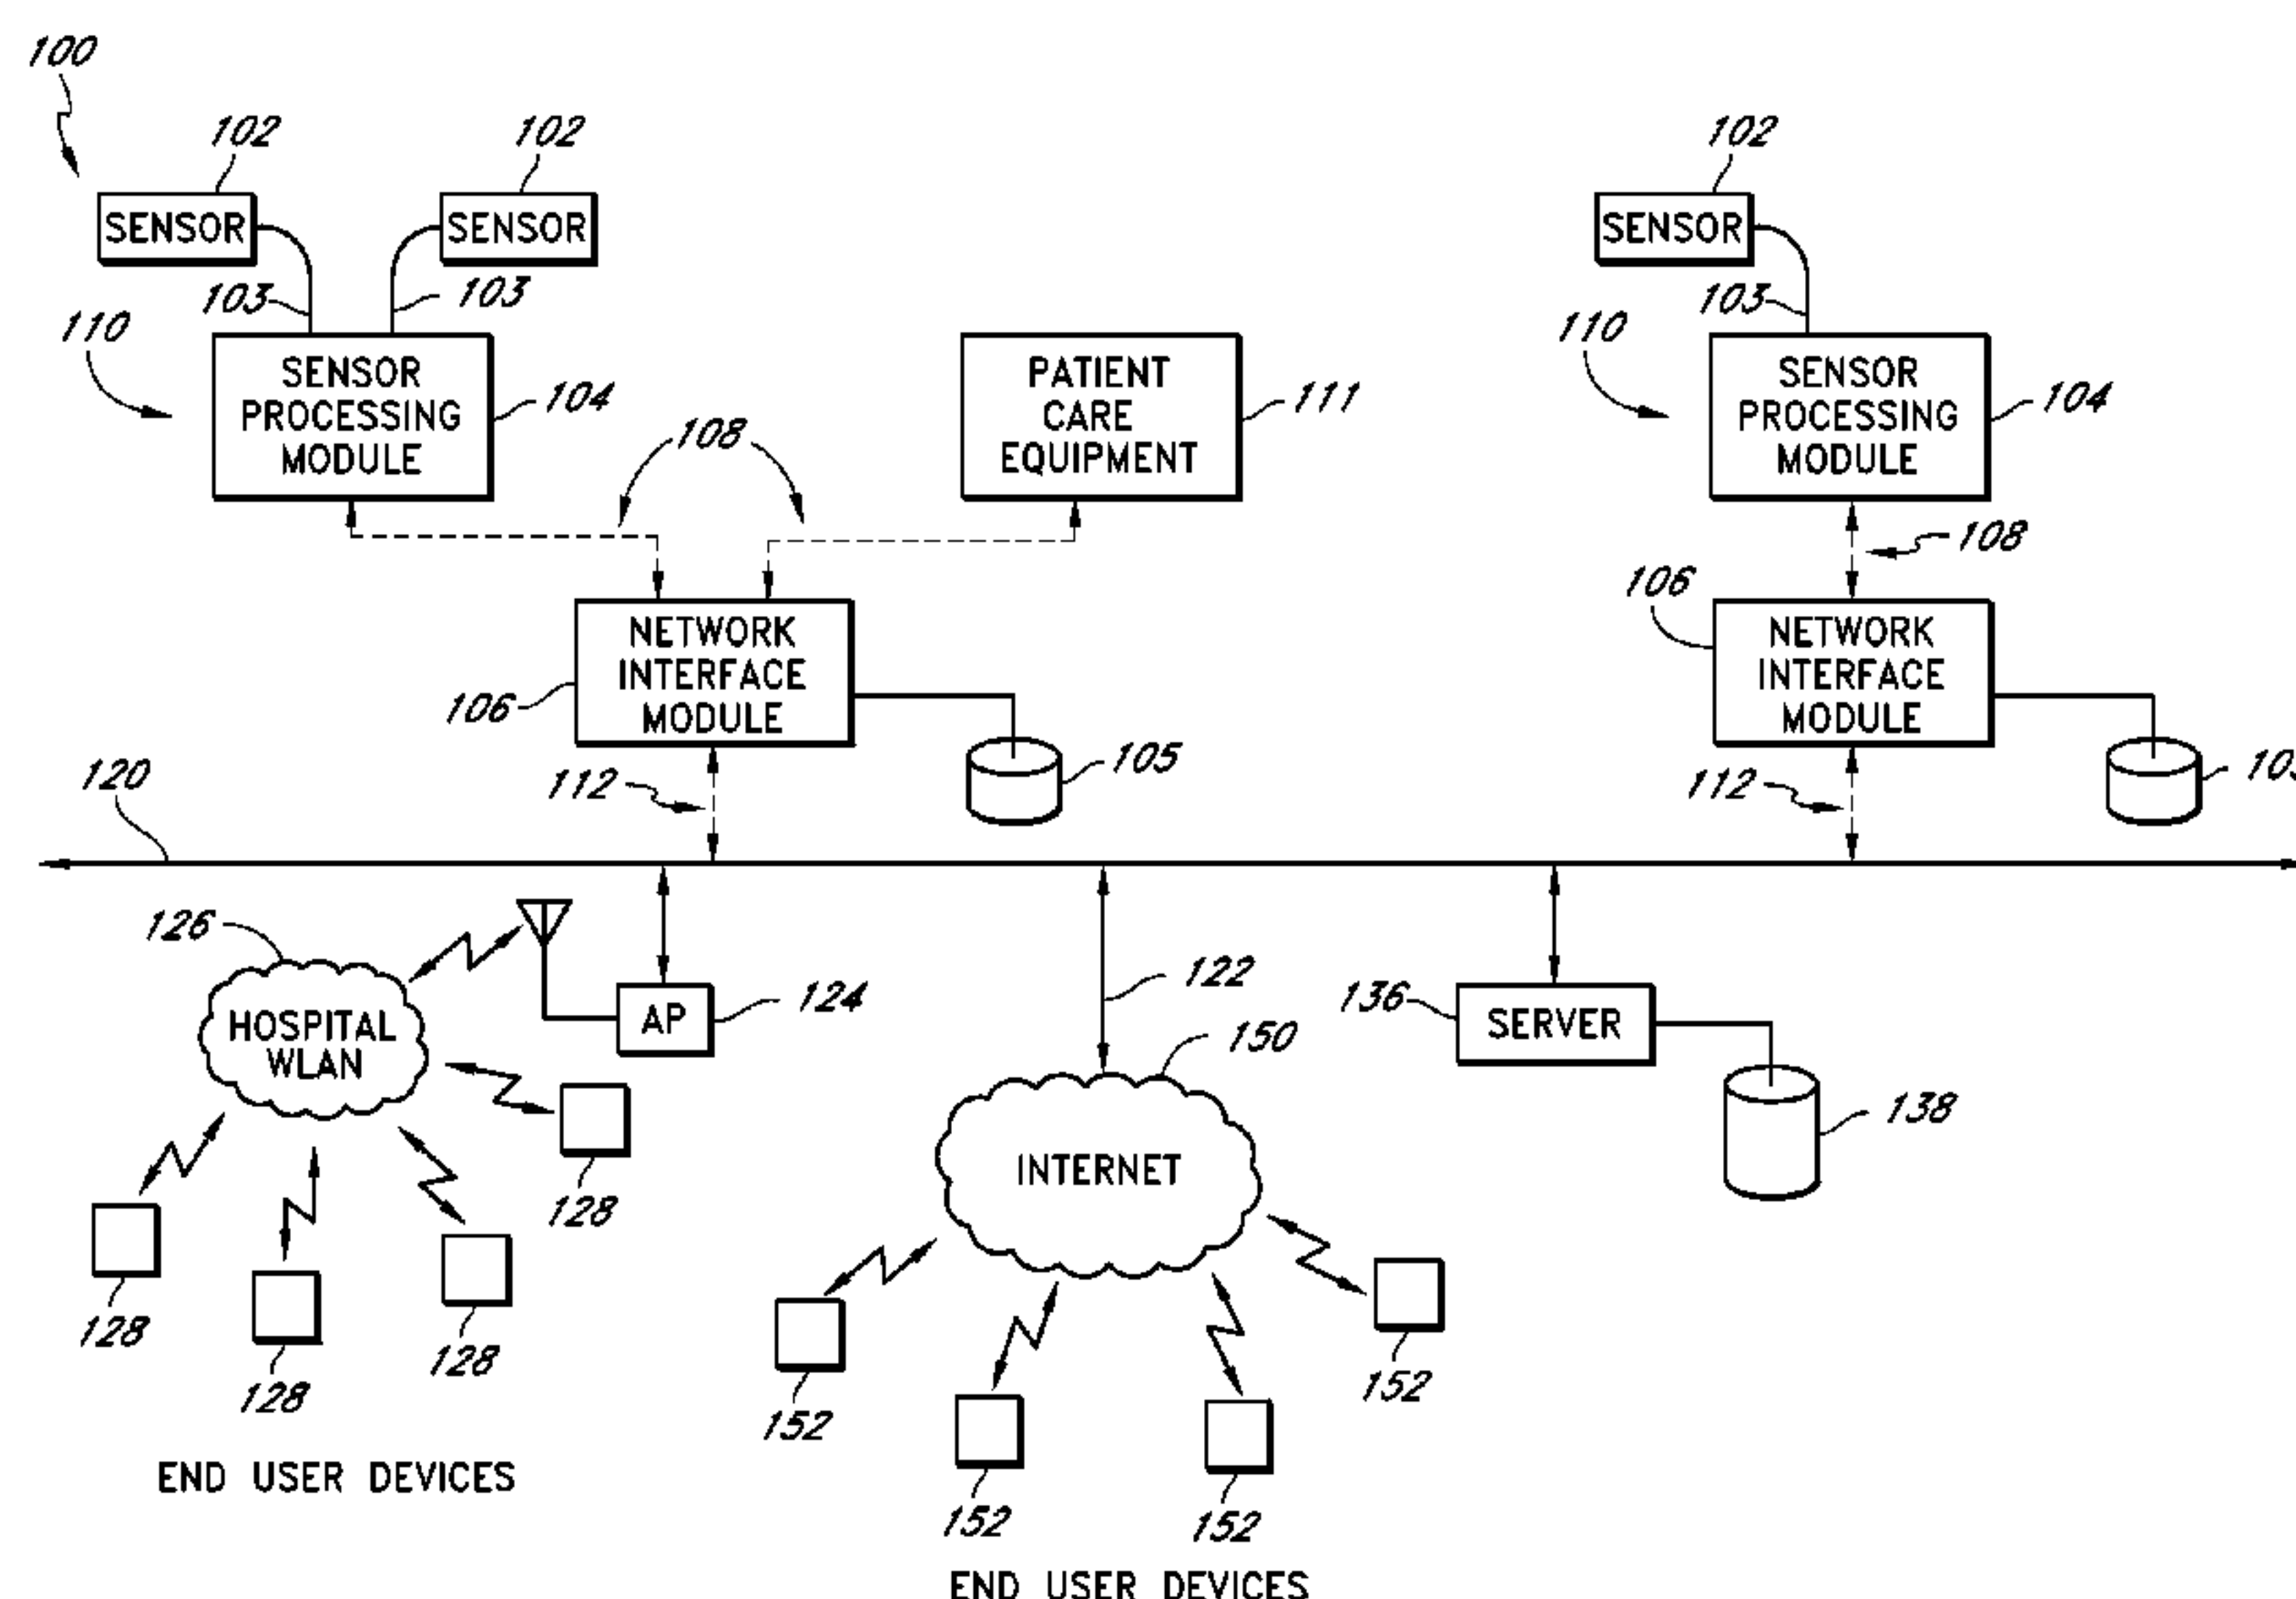 100
102
102
102
SENSOR
SENSOR
SENSOR
103
103
103
110
110
SENSOR
PROCESSING
MODULE
104
108
PATIENT
CARE
EQUIPMENT
111
SENSOR
PROCESSING
MODULE
104
108
106
NETWORK
INTERFACE
MODULE
106
105
NETWORK
INTERFACE
MODULE
112
112
120
126
HOSPITAL
WLAN
AP
124
122
150
136
SERVER
138
INTERNET
128
128
128
128
152
152
152
152
END USER DEVICES
END USER DEVICES